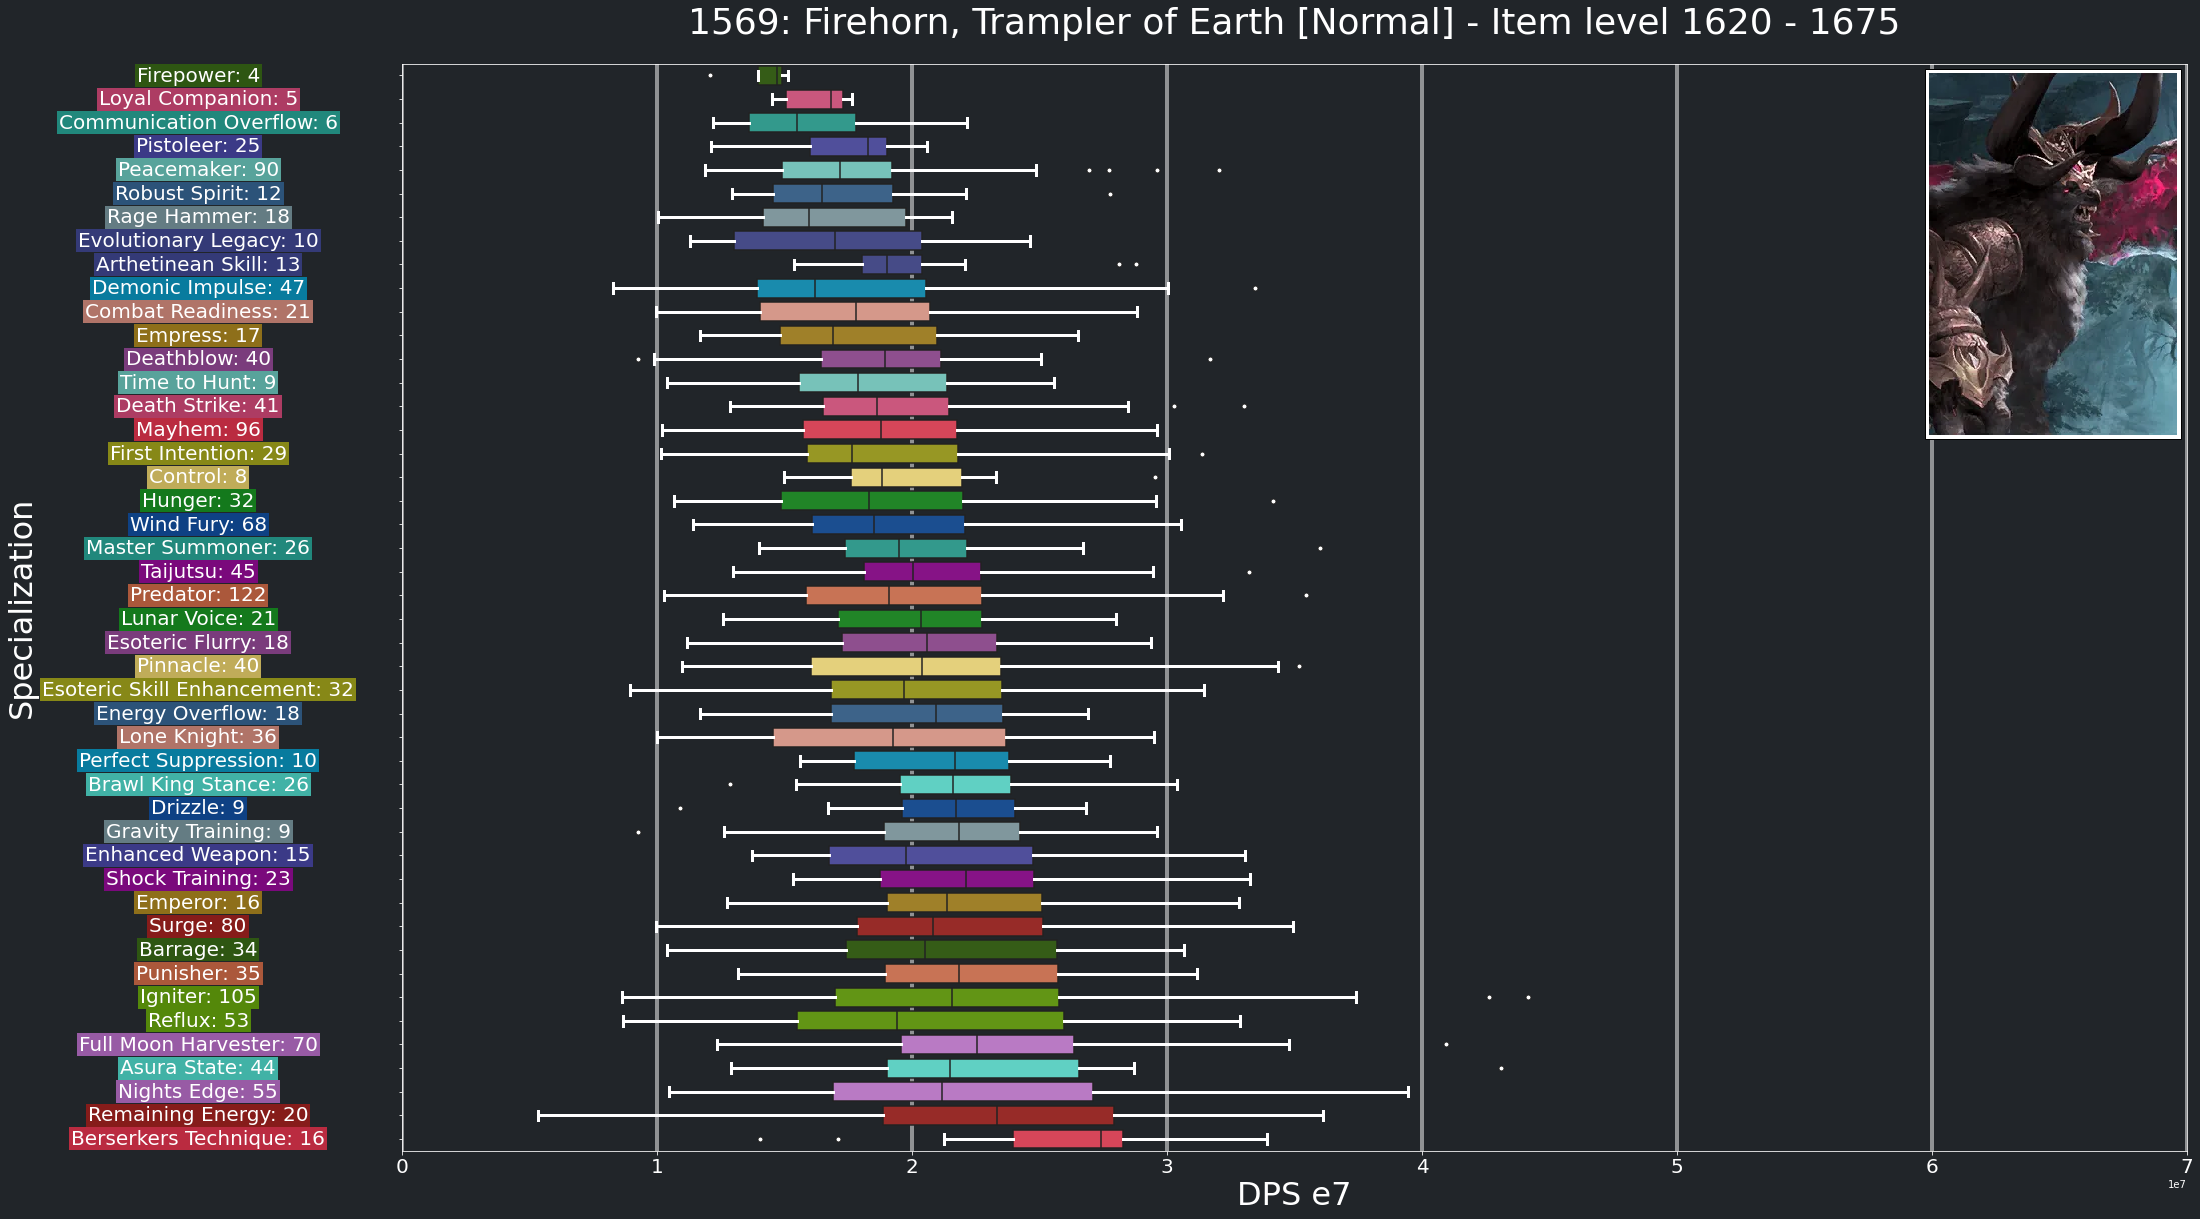 1569: Firehorn, Trampler of Earth [Normal] - Item level 1620 - 1675
Specialization
Firepower: 4
Loyal Companion: 5
Communication Overflow: 6
Pistoleer: 25
Peacemaker: 90
Robust Spirit: 12
Rage Hammer: 18
Evolutionary Legacy: 10
Arthetinean Skill: 13
Demonic Impulse: 47
Combat Readiness: 21
Empress: 17
Deathblow: 40
Time to Hunt: 9
Death Strike: 41
Mayhem: 96
First Intention: 29
Control: 8
Hunger: 32
Wind Fury: 68
Master Summoner: 26
Taijutsu: 45
Predator: 122
Lunar Voice: 21
Esoteric Flurry: 18
Pinnacle: 40
Esoteric Skill Enhancement: 32
Energy Overflow: 18
Lone Knight: 36
Perfect Suppression: 10
Brawl King Stance: 26
Drizzle: 9
Gravity Training: 9
Enhanced Weapon: 15
Shock Training: 23
Emperor: 16
Surge: 80
Barrage: 34
Punisher: 35
Igniter: 105
Reflux: 53
Full Moon Harvester: 70
Asura State: 44
Nights Edge: 55
Remaining Energy: 20
Berserkers Technique: 16
0 1 2 3 4 5 6 7
1e7
DPS e7